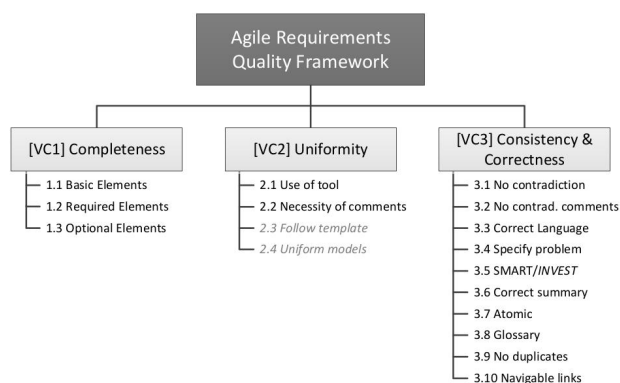 Agile Requirements
Quality Framework
[VC1] Completeness
1.1 Basic Elements
1.2 Required Elements
1.3 Optional Elements
[VC2] Uniformity
2.1 Use of tool
2.2 Necessity of comments
2.3 Follow template
2.4 Uniform models
[VC3] Consistency &
Correctness
3.1 No contradiction
3.2 No contrad. comments
3.3 Correct Language
3.4 Specify problem
3.5 SMART/INVEST
3.6 Correct summary
3.7 Atomic
3.8 Glossary
3.9 No duplicates
3.10 Navigable links